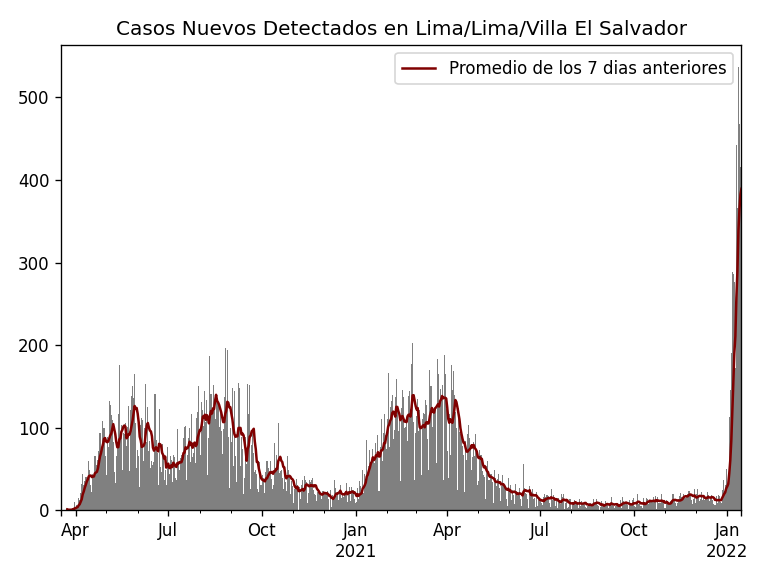 Casos Nuevos Detectados en Lima/Lima/Villa El Salvador
Promedio de los 7 dias anteriores
500
400
300
200
100
0
Apr Jul Oct Jan Apr Jul Oct Jan
2021 2022